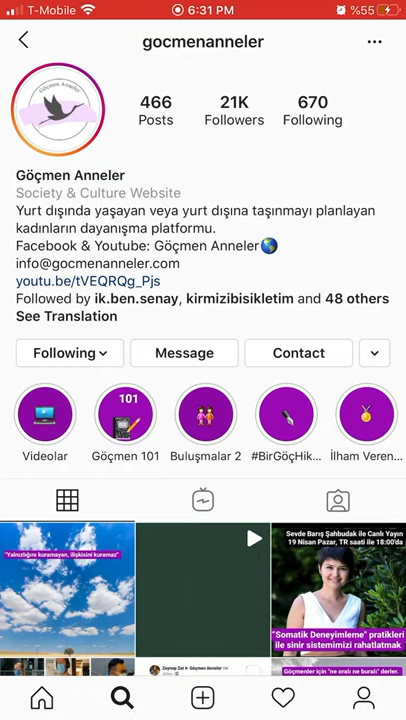 T-Mobile 6:31 PM %55
gocmenanneler
Göçmen Anneler
466 21K 670
Posts Followers Following
Göçmen Anneler
Society & Culture Website
Yurt dışında yaşayan veya yurt dışına taşınmayı planlayan
kadınların dayanışma platformu.
Facebook & Youtube: Göçmen Anneler
info@gocmenanneler.com
youtu.be/tVEQRQg_Pjs
Followed by ik.ben.senay, kirmizibisikletim and 48 others
See Translation
Following Message Contact
101
Videolar Göçmen 101 Buluşmalar 2 #BirGöçHik... İlham Veren...
"Yalnızlığını kuramayan, ilişkisini kuramaz"
Sevde Barış Şahbudak ile Canlı Yayın
19 Nisan Pazar, TR saati ile 18:00'da
"Somatik Deneyimleme" pratikleri
ile sinir sistemimizi rahatlatmak
Zeynep Zat Göçmen Anneler
Göçmenler için "ne oralı ne buralı" derler.